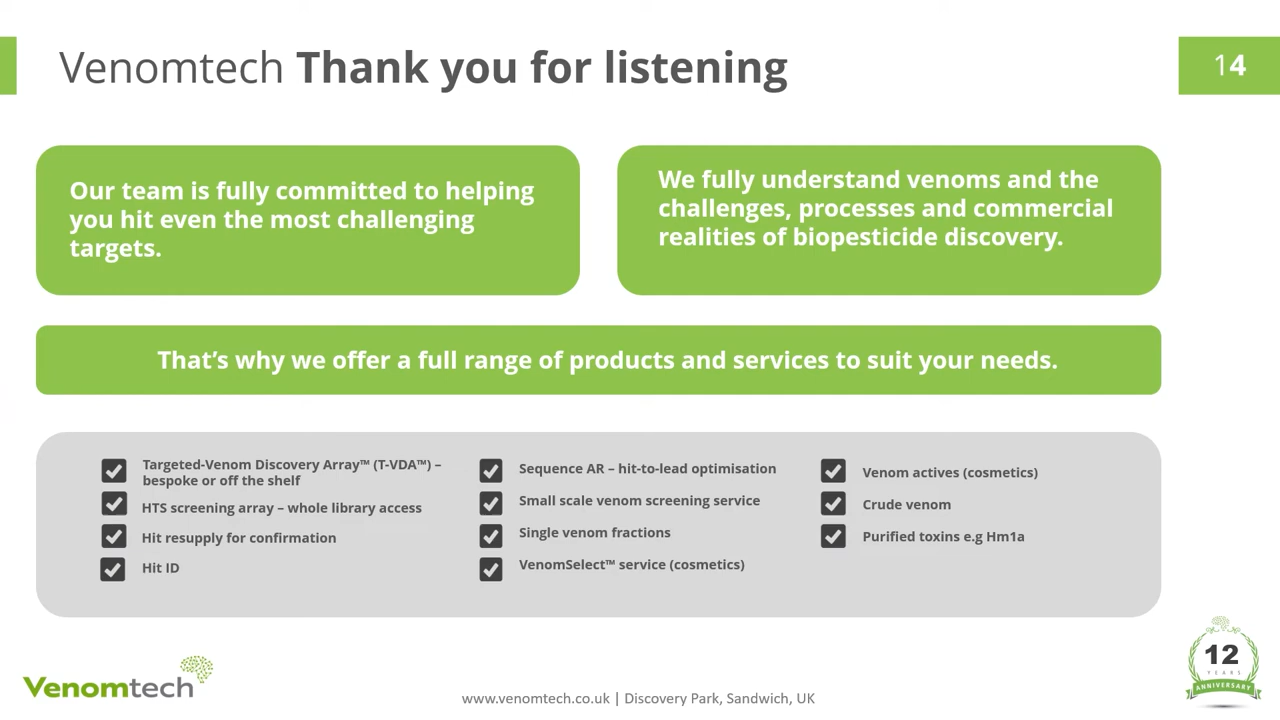 Venomtech Thank you for listening
14
Our team is fully committed to helping
you hit even the most challenging
targets.
We fully understand venoms and the
challenges, processes and commercial
realities of biopesticide discovery.
That’s why we offer a full range of products and services to suit your needs.
Targeted-Venom Discovery Array™ (T-VDA™) –
bespoke or off the shelf
HTS screening array – whole library access
Hit resupply for confirmation
Hit ID
Sequence AR – hit-to-lead optimisation
Small scale venom screening service
Single venom fractions
VenomSelect™ service (cosmetics)
Venom actives (cosmetics)
Crude venom
Purified toxins e.g Hm1a
Venomtech
www.venomtech.co.uk | Discovery Park, Sandwich, UK
12
YEARS
ANNIVERSARY